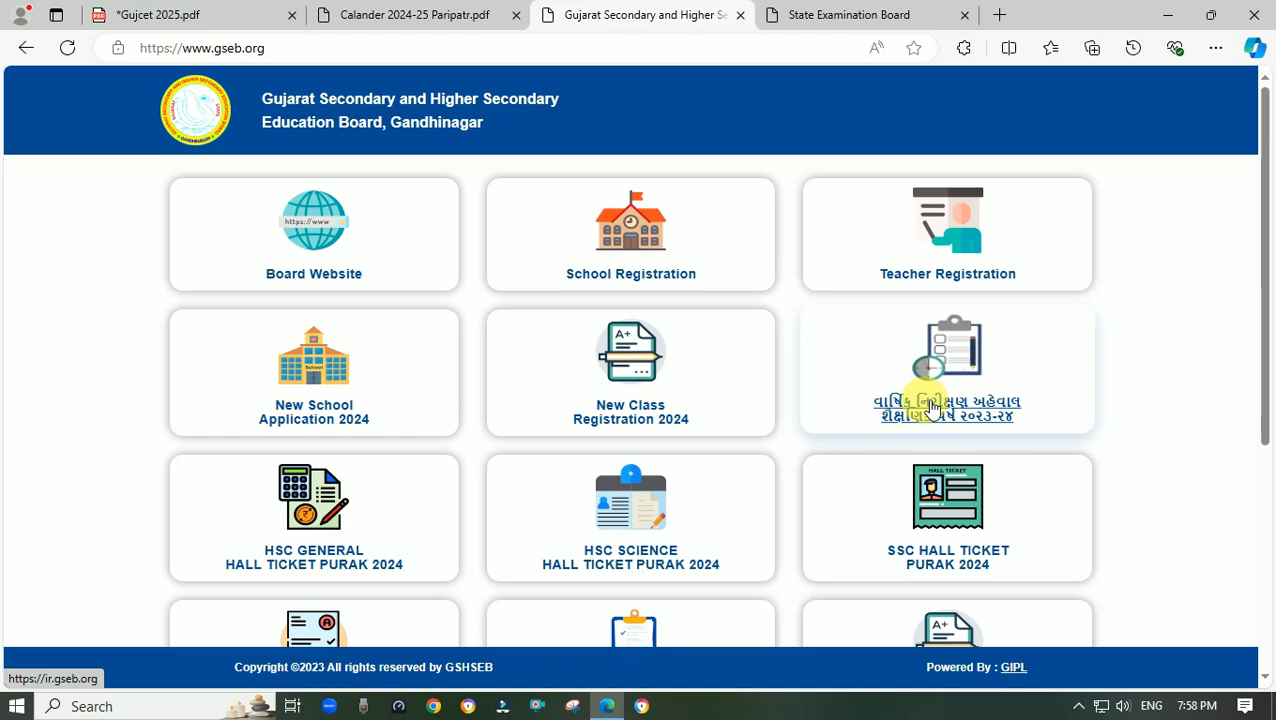 *Gujcet 2025.pdf
Calander 2024-25 Paripatr.pdf
Gujarat Secondary and Higher Se
State Examination Board
https://www.gseb.org
Gujarat Secondary and Higher Secondary
Education Board, Gandhinagar
https://www
Board Website
School Registration
Teacher Registration
School
New School
Application 2024
A+
New Class
Registration 2024
વાર્ષિક નિરીક્ષણ અહેવાલ
શૈક્ષણિક વર્ષ ૨૦૨૩-૨૪
HSC GENERAL
HALL TICKET PURAK 2024
HSC SCIENCE
HALL TICKET PURAK 2024
HALL TICKET
SSC HALL TICKET
PURAK 2024
A
A+
Copyright ©2023 All rights reserved by GSHSEB
Powered By : GIPL
https://ir.gseb.org
Search
ENG
7:58 PM